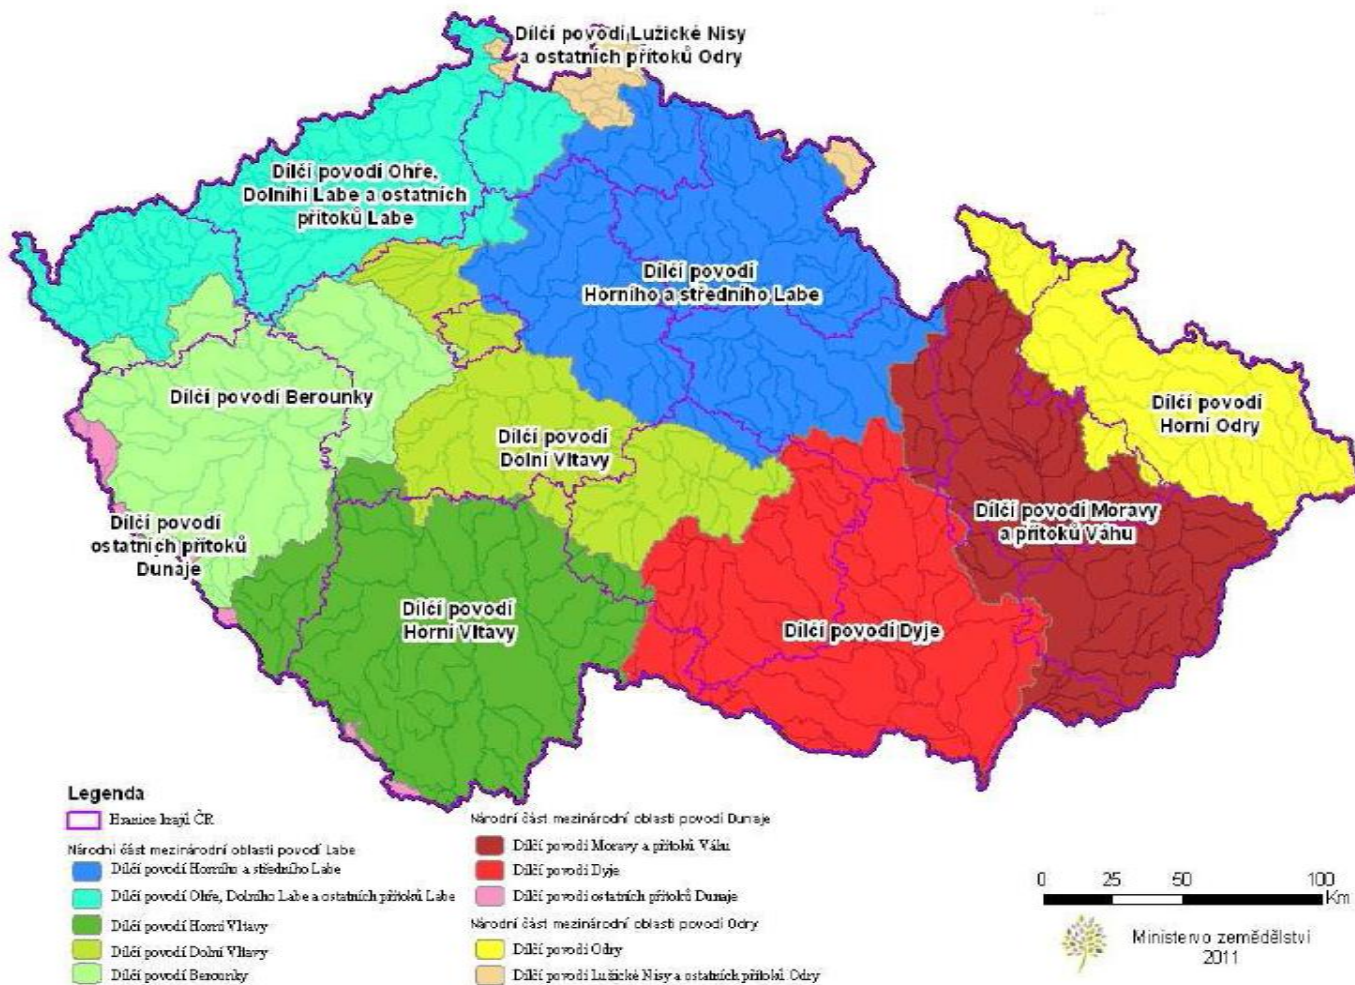 Dílčí povodí Lužické Nisy
a ostatních přítoků Odry
Dílčí povodí Ohře,
Dolního Labe a ostatních
přítoků Labe
Dílčí povodí
Horního a středního Labe
Dílčí povodí Berounky
Dílčí povodí
Horní Odry
Dílčí povodí
Dolní Vltavy
Dílčí povodí Moravy
a přítoků Váhu
Dílčí povodí
ostatních přítoků
Dunaje
Dílčí povodí
Horní Vltavy
Dílčí povodí Dyje
Legenda
Hranice krajů ČR
Národní část mezinárodní oblasti povodí Labe
Dílčí povodí Horního a středního Labe
Dílčí povodí Ohře, Dolního Labe a ostatních přítoků Labe
Dílčí povodí Horní Vltavy
Dílčí povodí Dolní Vltavy
Dílčí povodí Berounky
Národní část mezinárodní oblasti povodí Dunaje
Dílčí povodí Moravy a přítoků Váhu
Dílčí povodí Dyje
Dílčí povodí ostatních přítoků Dunaje
Národní část mezinárodní oblasti povodí Odry
Dílčí povodí Odry
Dílčí povodí Lužické Nisy a ostatních přítoků Odry
0 25 50 100
Km
Ministervo zemědělství
2011